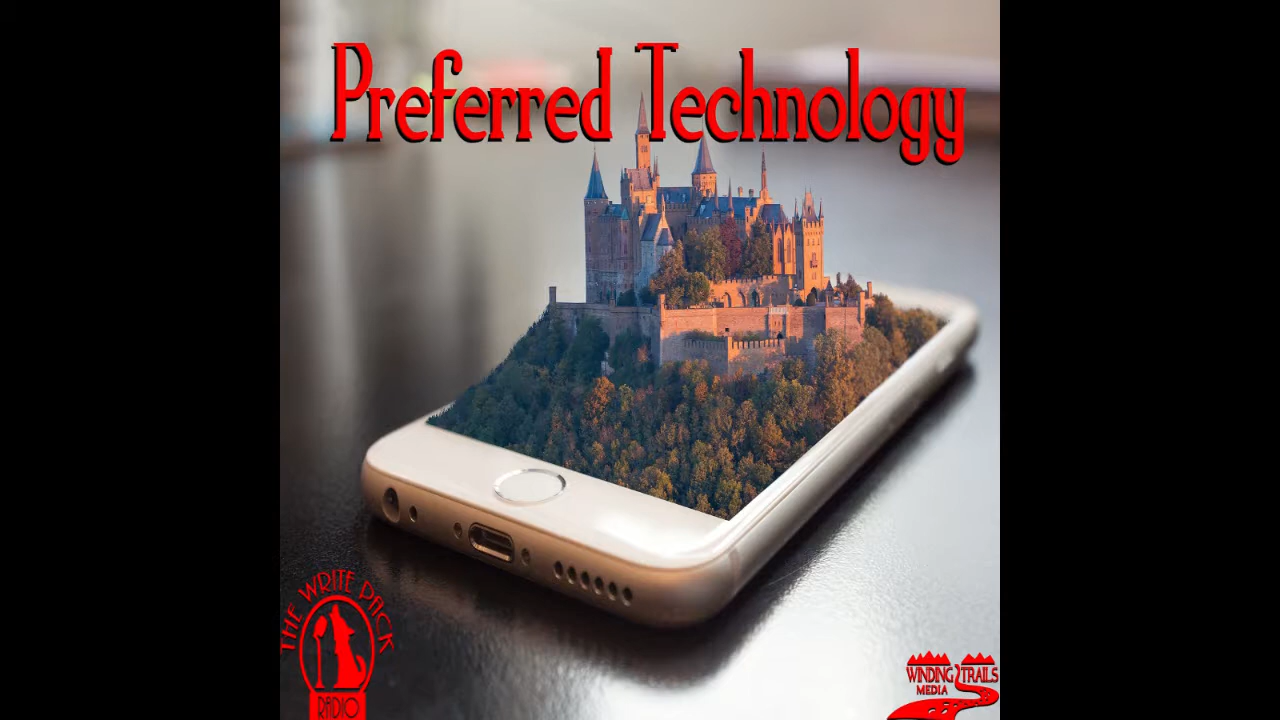 Preferred Technology
THE WRITE PACK
RADIO
WINDING TRAILS
MEDIA